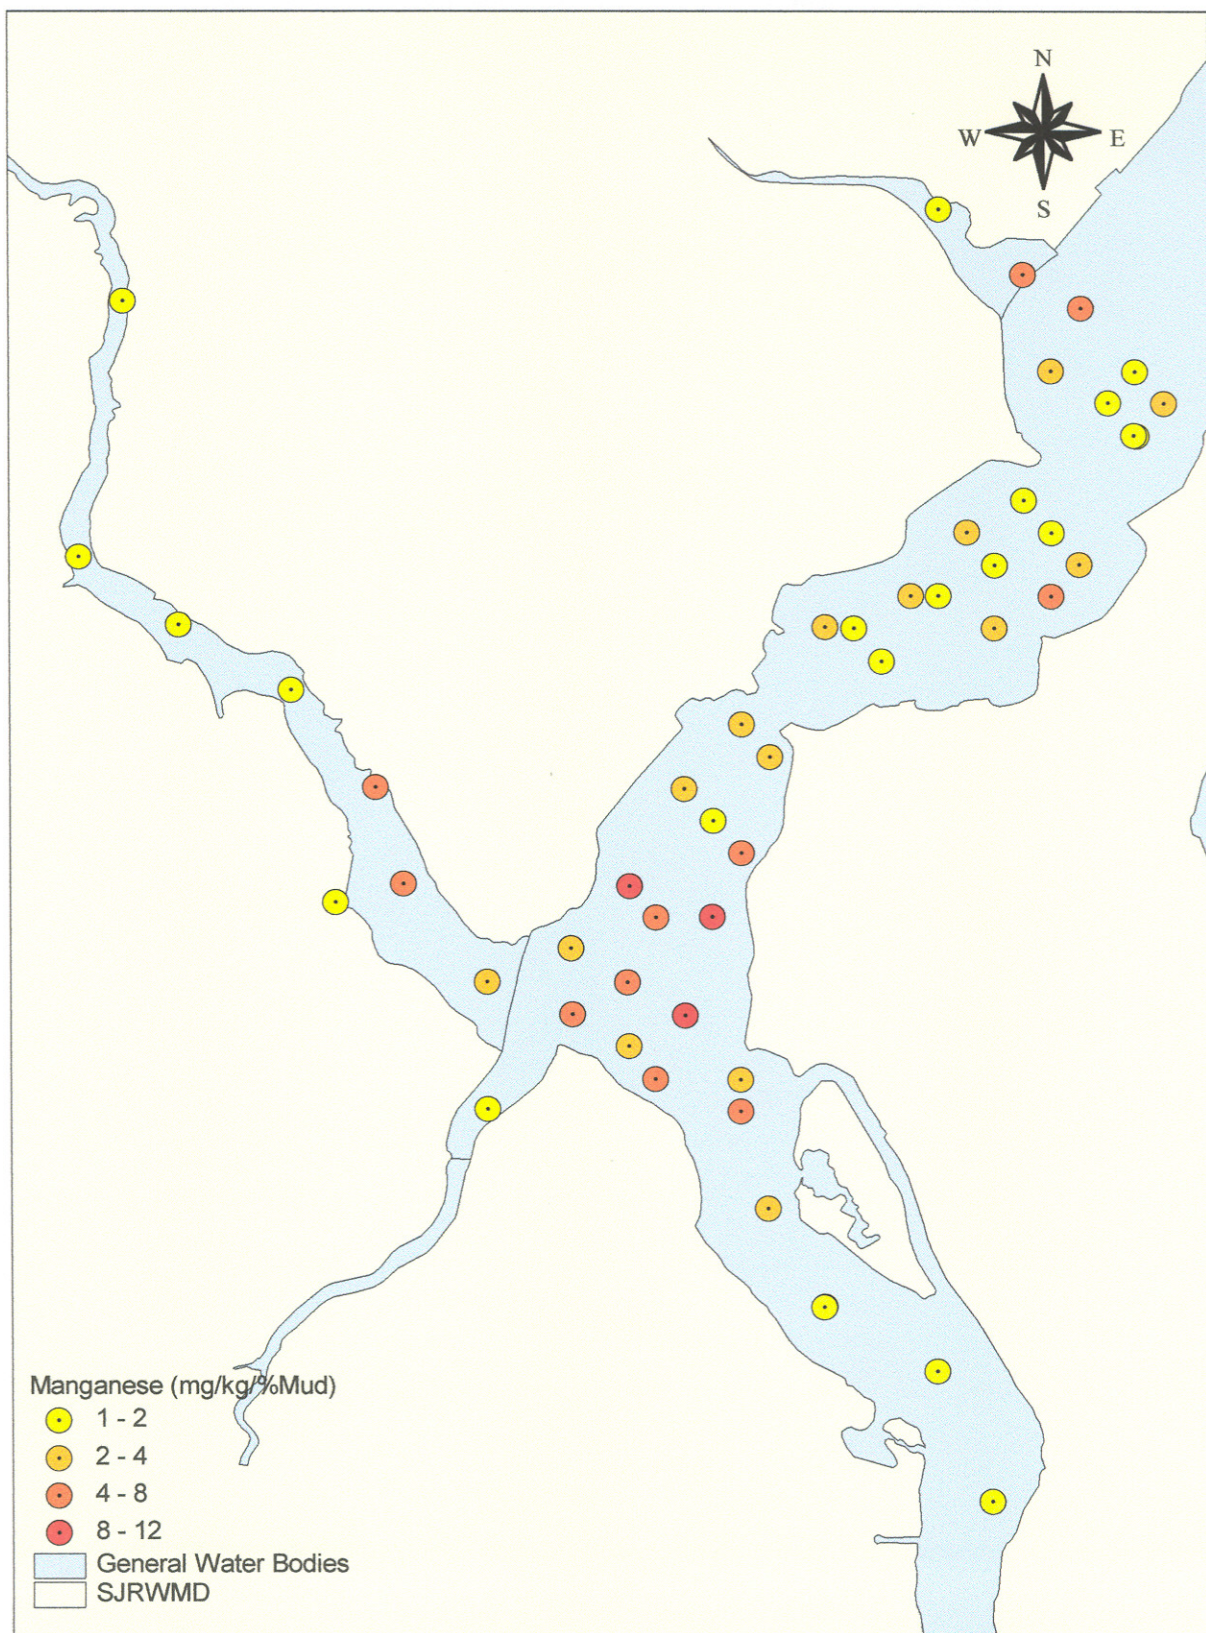 N
W E
S
Manganese (mg/kg/%Mud)
1 - 2
2 - 4
4 - 8
8 - 12
General Water Bodies
SJRWMD